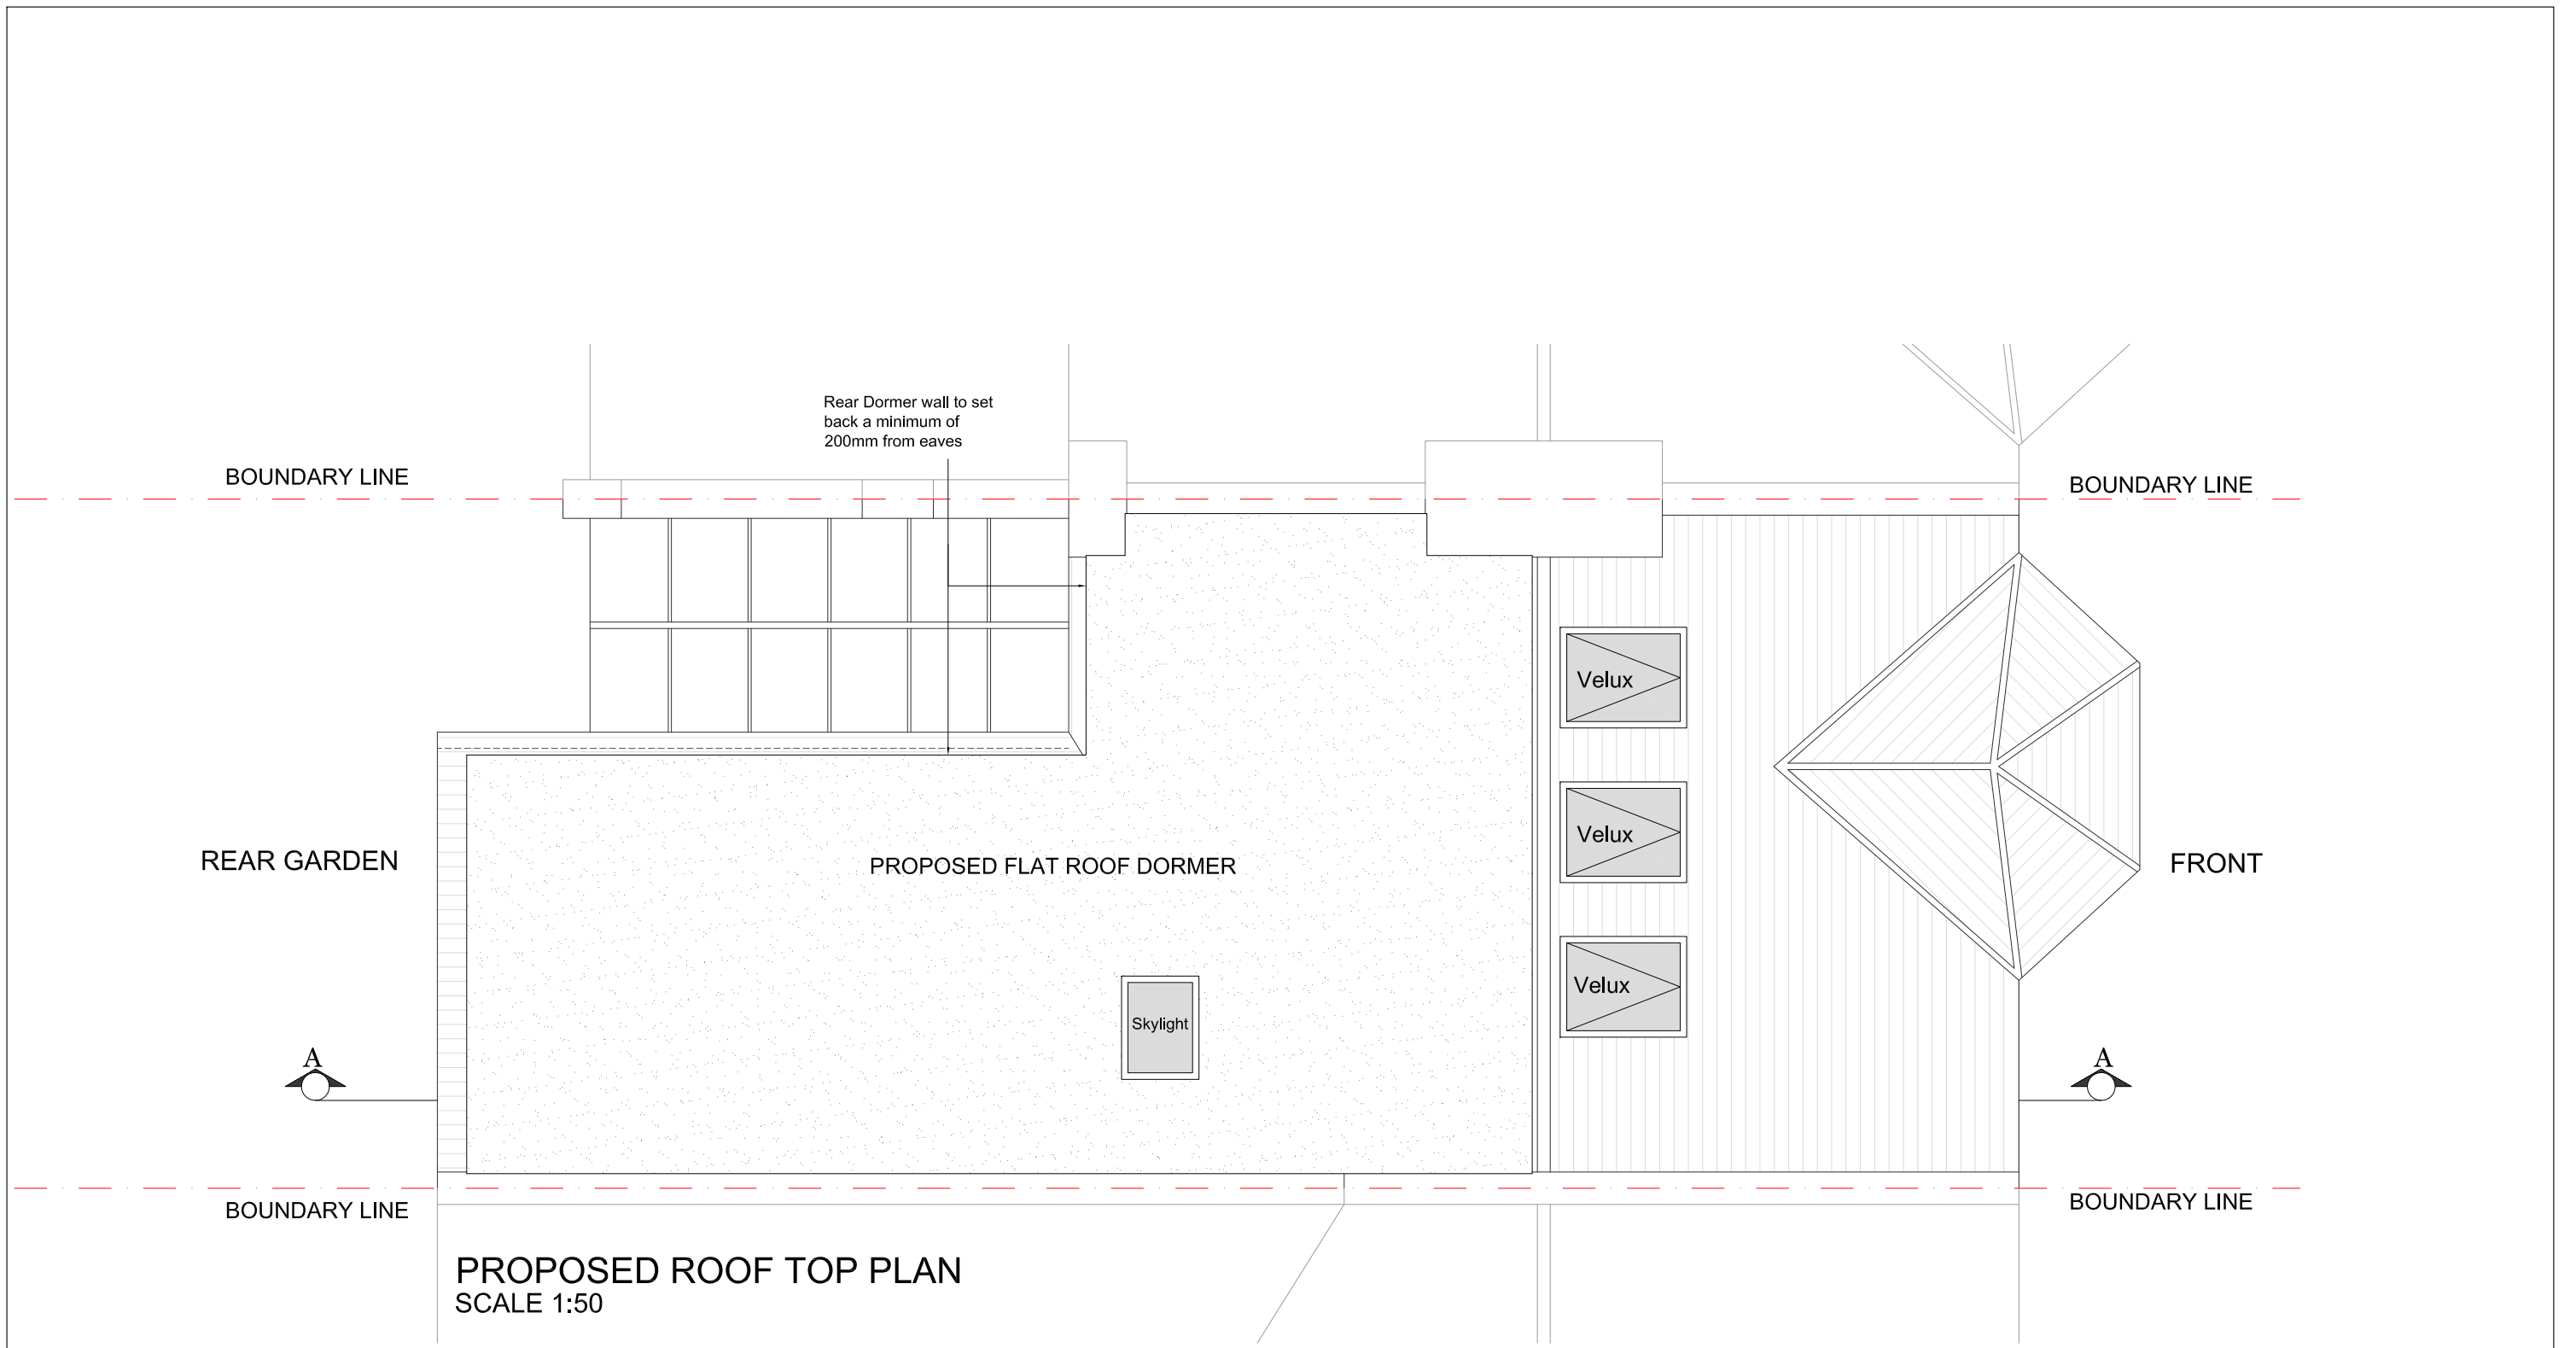 Rear Dormer wall to set
back a minimum of
200mm from eaves
BOUNDARY LINE
BOUNDARY LINE
Velux
Velux
REAR GARDEN
PROPOSED FLAT ROOF DORMER
FRONT
Velux
Skylight
A
A
BOUNDARY LINE
BOUNDARY LINE
PROPOSED ROOF TOP PLAN
SCALE 1:50